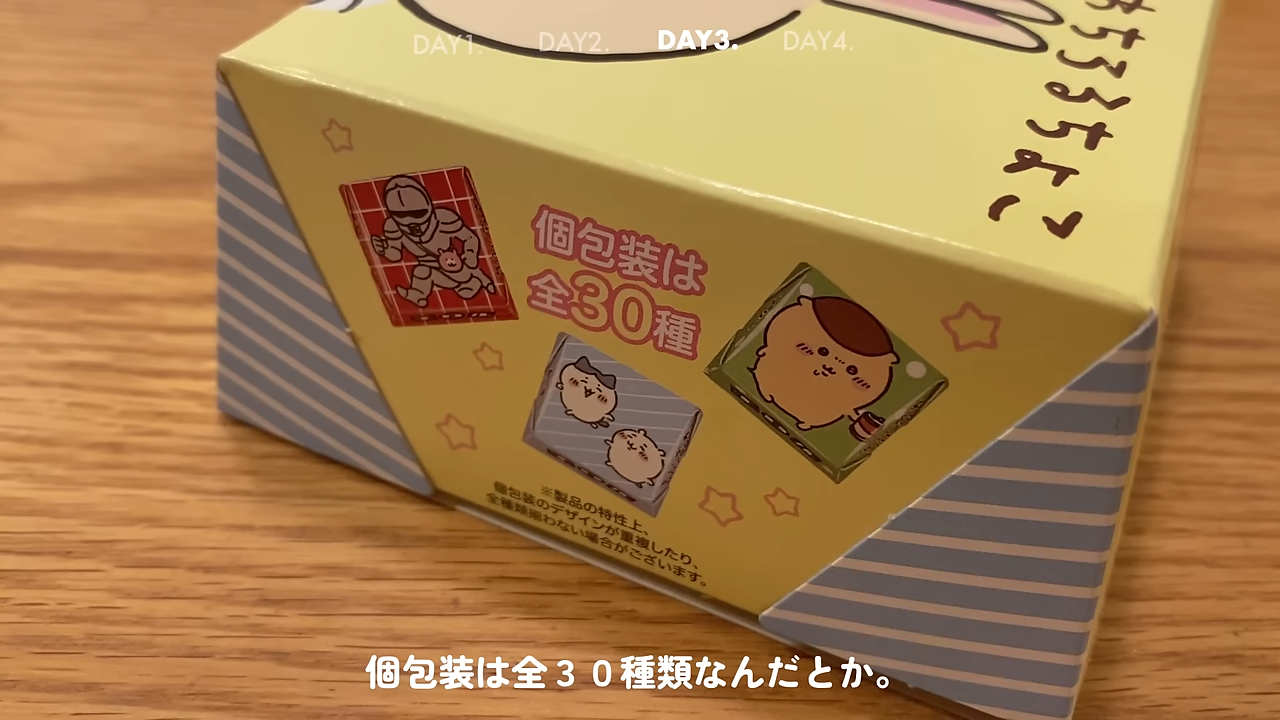 DAY1. DAY2. DAY3. DAY4.
個包装は
全30種
※製品の特性上、
個包装のデザインが重複したり、
全種類揃わない場合がございます。
個包装は全３０種類なんだとか。